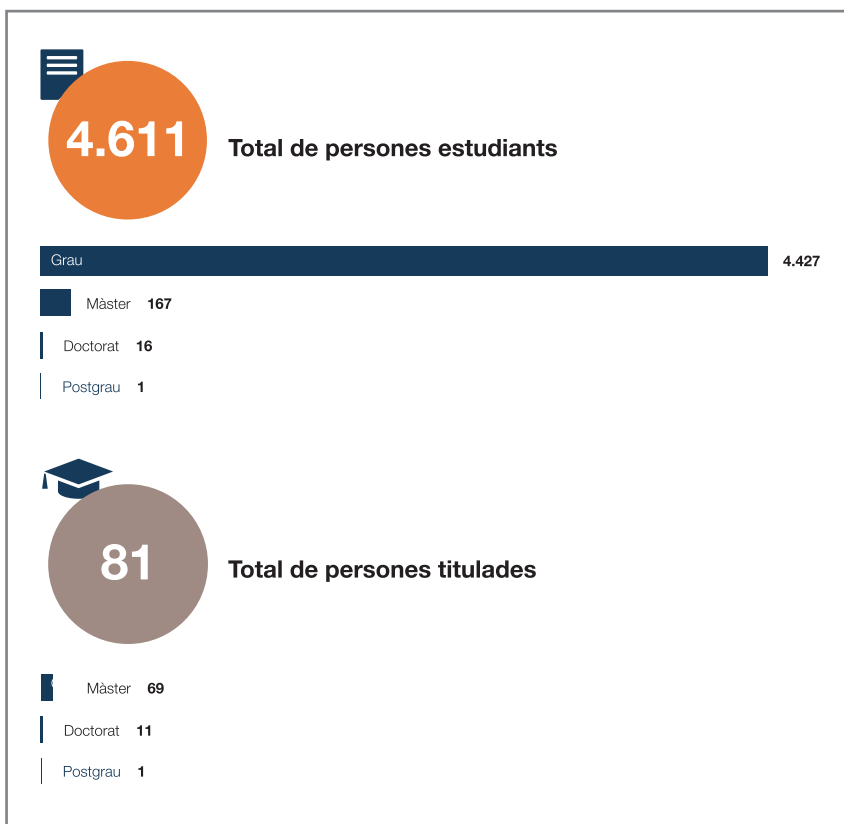 4.611
Total de persones estudiants
Grau 4.427
Màster 167
Doctorat 16
Postgrau 1
81
Total de persones titulades
Màster 69
Doctorat 11
Postgrau 1